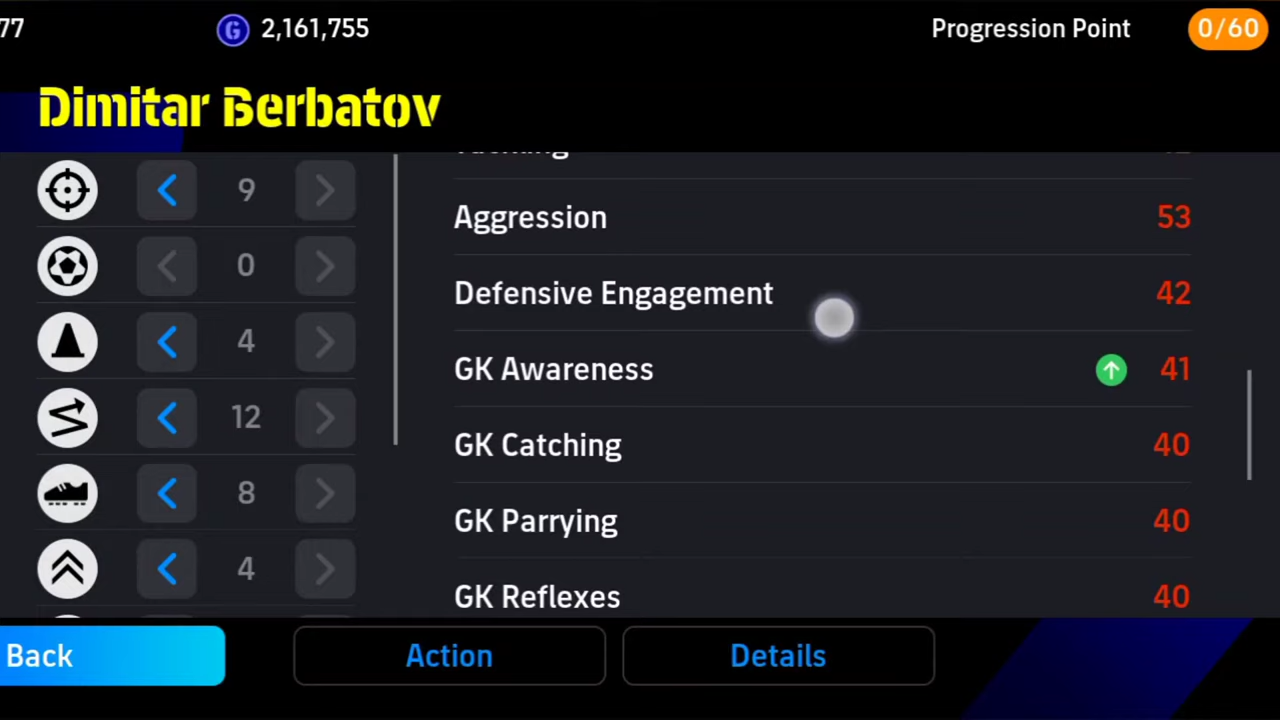 77
2,161,755
Progression Point
0/60
Dimitar Berbatov
9
Aggression 53
0
Defensive Engagement 42
4
GK Awareness 41
12
GK Catching 40
8
GK Parrying 40
4
GK Reflexes 40
Back
Action
Details